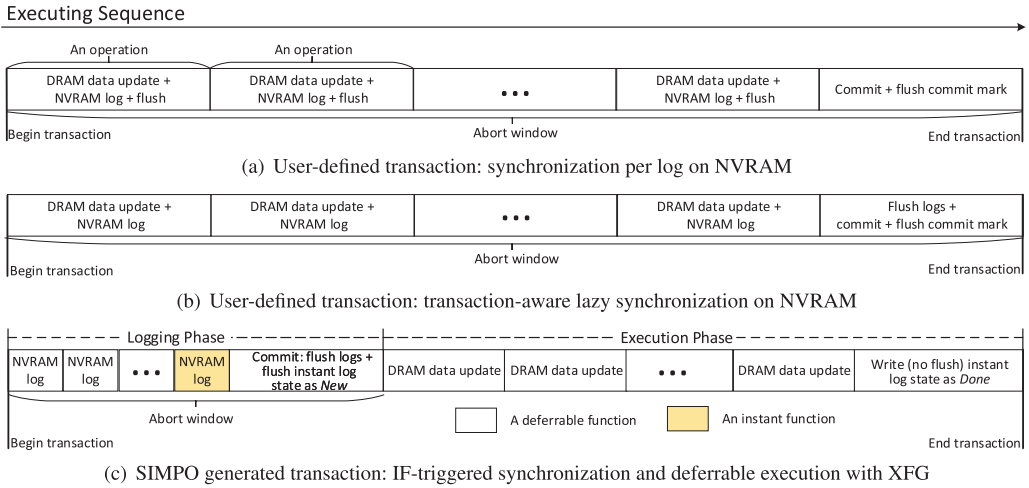 Executing Sequence
An operation
An operation
DRAM data update +
NVRAM log + flush
DRAM data update +
NVRAM log + flush
...
DRAM data update +
NVRAM log + flush
Commit + flush commit mark
Begin transaction
Abort window
End transaction
(a) User-defined transaction: synchronization per log on NVRAM
DRAM data update +
NVRAM log
DRAM data update +
NVRAM log
...
DRAM data update +
NVRAM log
Flush logs +
commit + flush commit mark
Begin transaction
Abort window
End transaction
(b) User-defined transaction: transaction-aware lazy synchronization on NVRAM
Logging Phase
Execution Phase
NVRAM
log
NVRAM
log
...
NVRAM
log
Commit: flush logs +
flush instant log
state as New
DRAM data update
DRAM data update
...
DRAM data update
Write (no flush) instant
log state as Done
Abort window
A deferrable function
An instant function
Begin transaction
End transaction
(c) SIMPO generated transaction: IF-triggered synchronization and deferrable execution with XFG